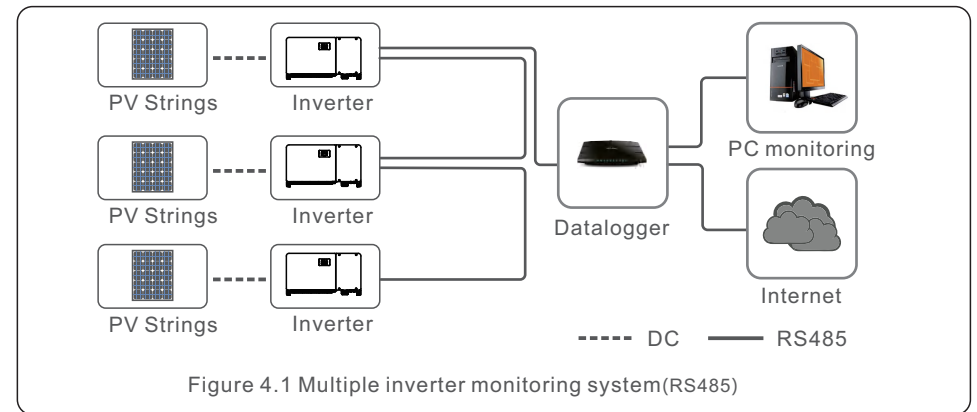 PV Strings
Inverter
PV Strings
Inverter
PV Strings
Inverter
Datalogger
PC monitoring
Internet
DC
RS485
Figure 4.1 Multiple inverter monitoring system(RS485)